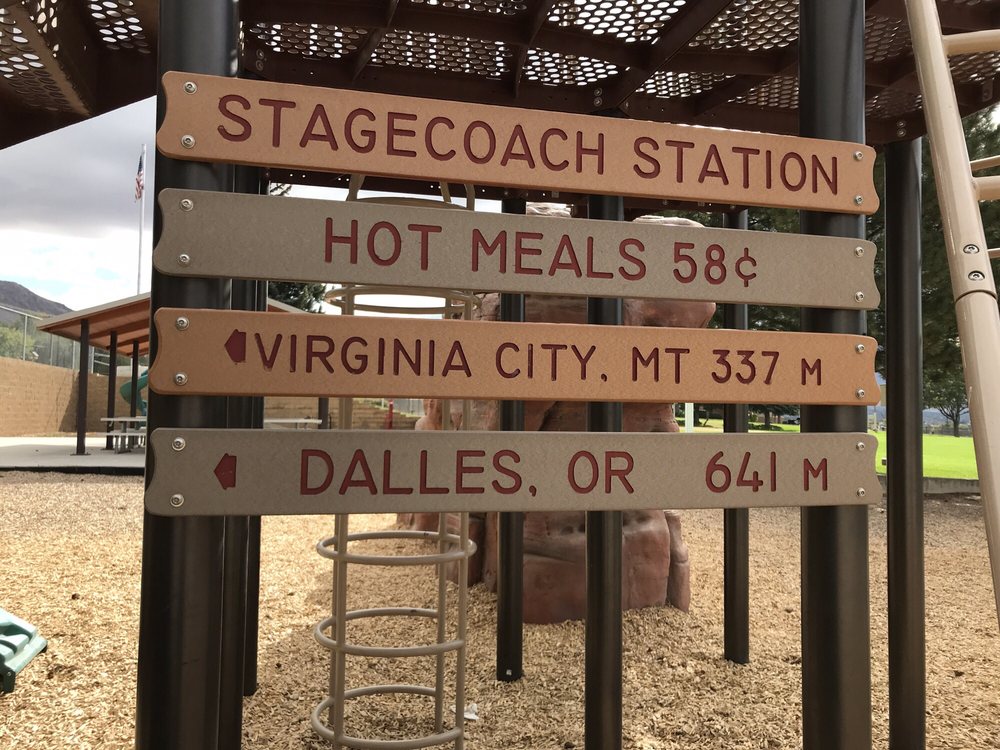 STAGECOACH STATION
HOT MEALS 58¢
VIRGINIA CITY, MT 337 M
DALLES, OR 641 M